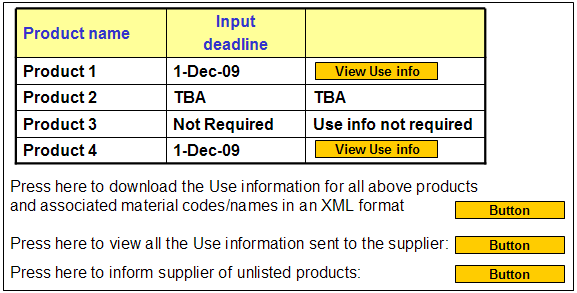 Product name Input deadline
Product 1 1-Dec-09 View Use info
Product 2 TBA TBA
Product 3 Not Required Use info not required
Product 4 1-Dec-09 View Use info
Press here to download the Use information for all above products
and associated material codes/names in an XML format Button
Press here to view all the Use information sent to the supplier: Button
Press here to inform supplier of unlisted products: Button